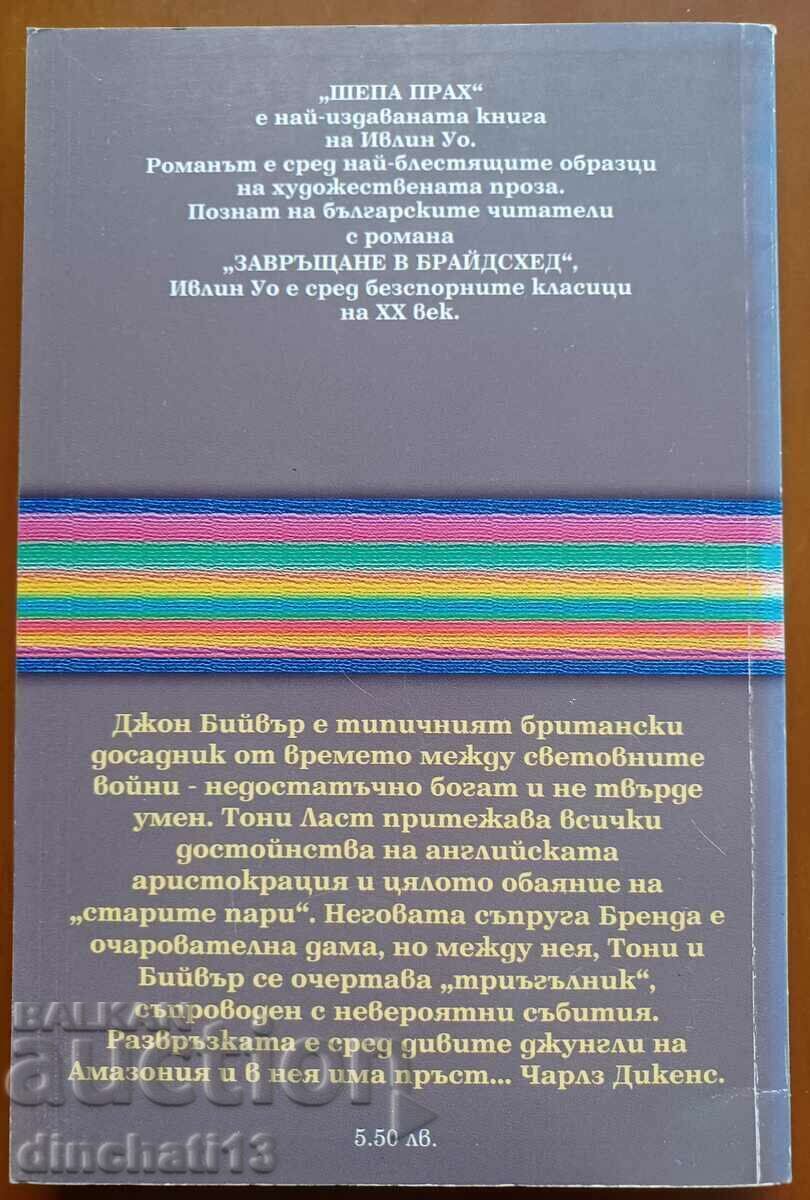 „ШЕПА ПРАХ“
е най-издаваната книга
на Ивлин Уо.
Романът е сред най-блестящите образци
на художествената проза.
Познат на българските читатели
с романа
„ЗАВРЪЩАНЕ В БРАЙДСХЕД“,
Ивлин Уо е сред безспорните класици
на XX век.
Джон Бийвър е типичният британски
досадник от времето между световните
войни - недостатъчно богат и не твърде
умен. Тони Ласт притежава всички
достойнства на английската
аристокрация и цялото обаяние на
„старите пари“. Неговата съпруга Бренда е
очарователна дама, но между нея, Тони и
Бийвър се очертава „триъгълник“,
съпроводен с невероятни събития.
Развръзката е сред дивите джунгли на
Амазония и в нея има пръст... Чарлз Дикенс.
5.50 лв.
BALKAN
auction
dinchati13